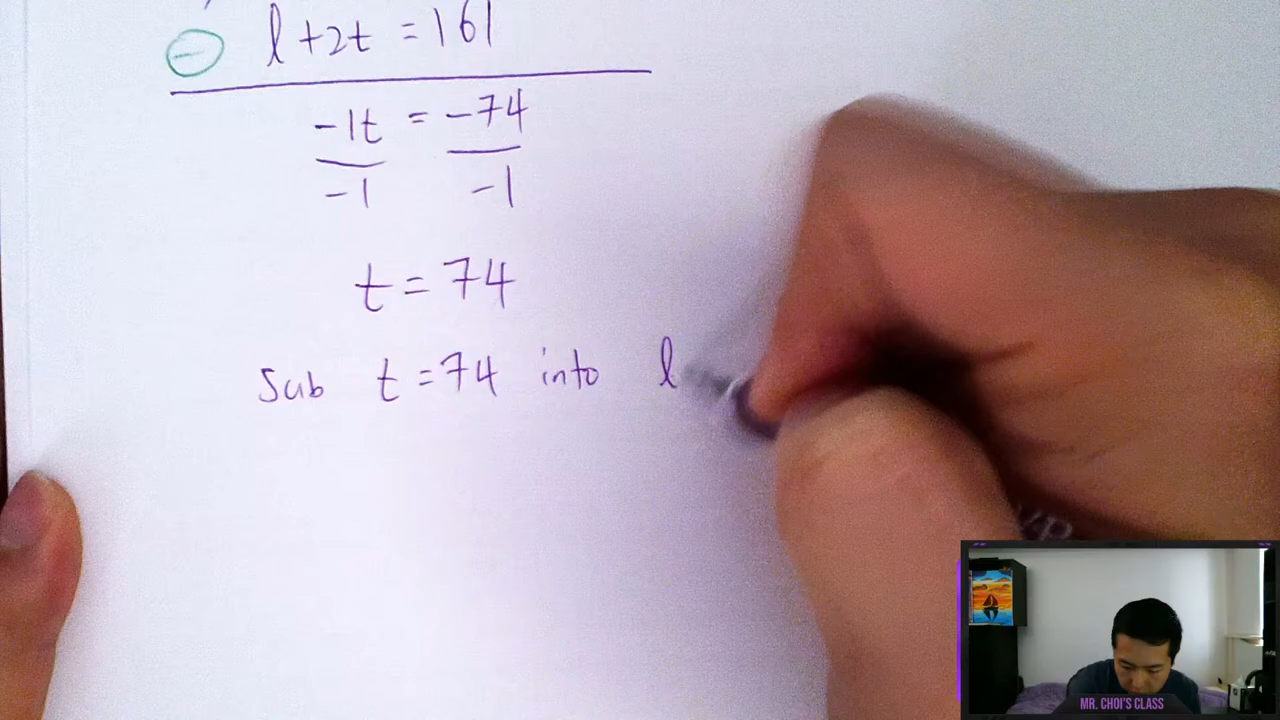 ⊖ l + 2t = 161
-1t = -74
-1 -1
t = 74
Sub t = 74 into l
MR. CHOI'S CLASS